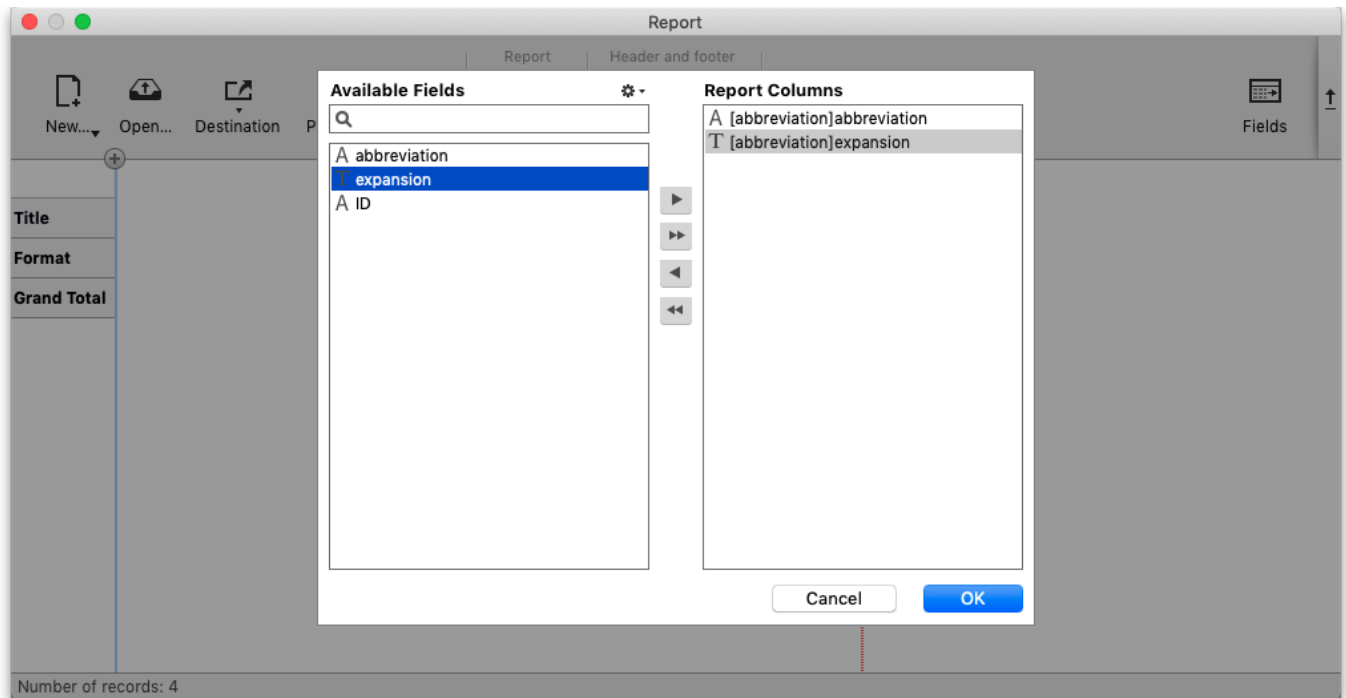 Report
Report
Header and footer
New...
Open...
Destination
P
Fields
Available Fields
abbreviation
expansion
ID
Report Columns
[abbreviation]abbreviation
[abbreviation]expansion
Title
Format
Grand Total
Cancel
OK
Number of records: 4